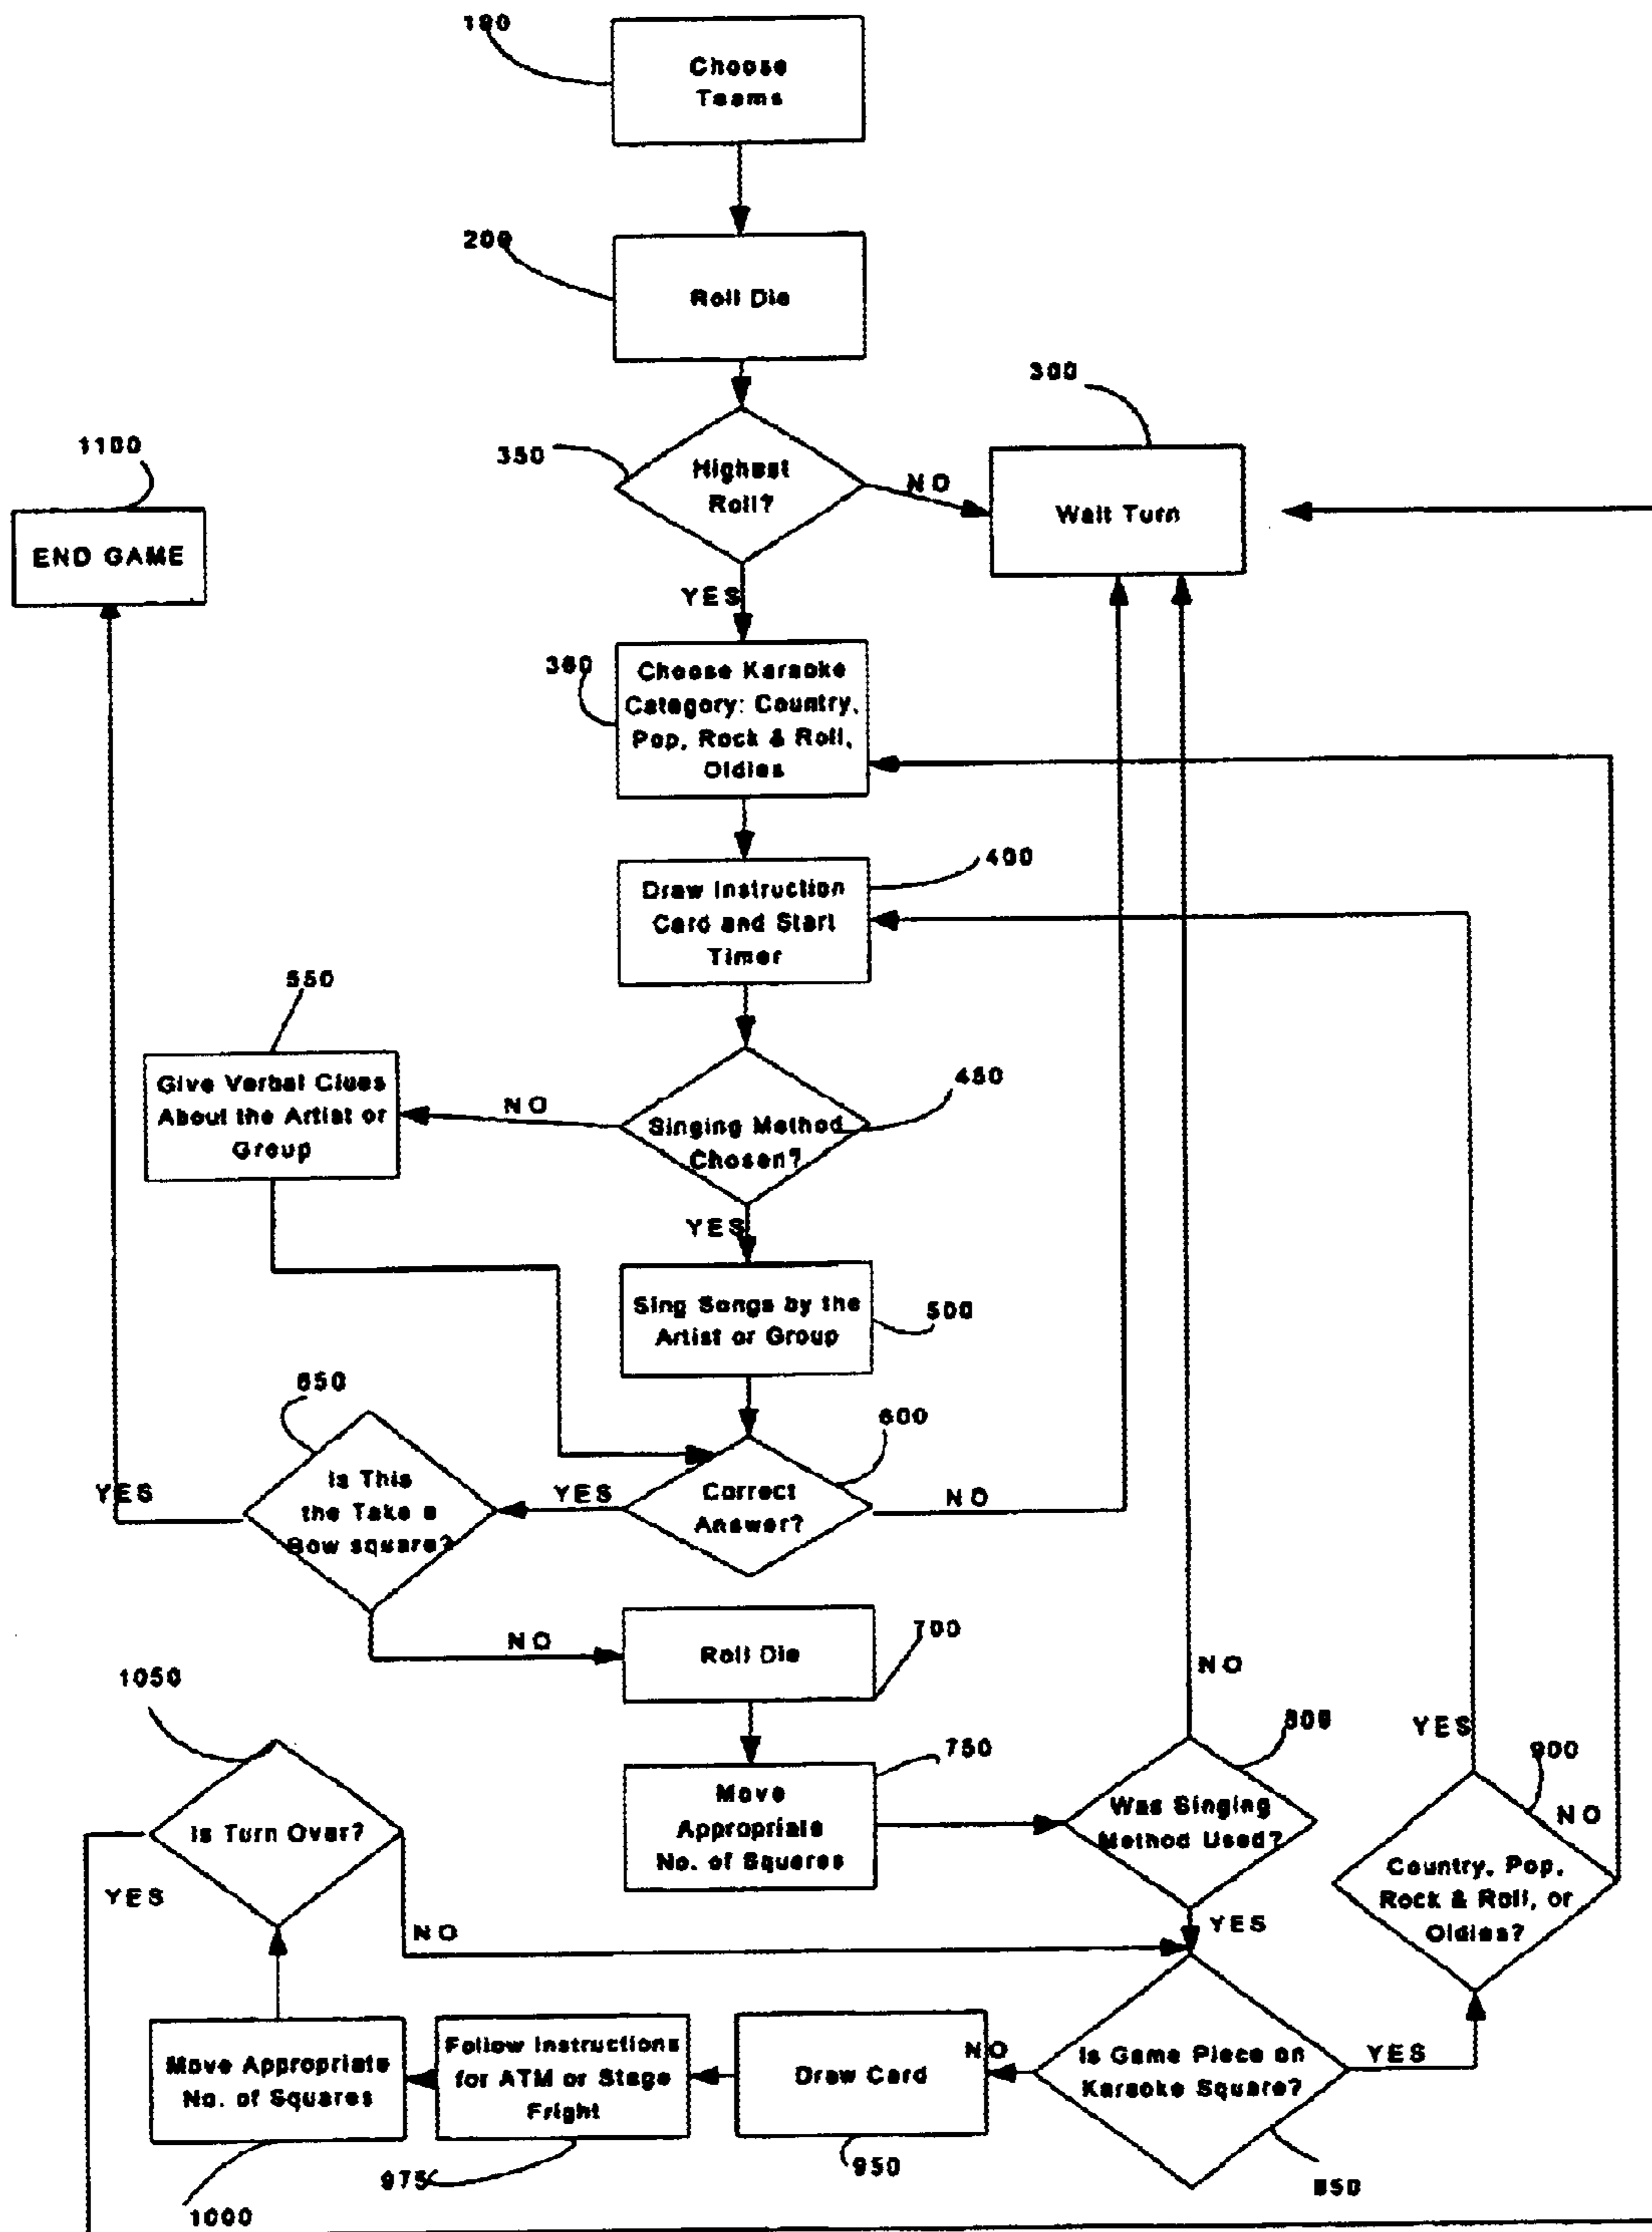 100
Choose
Teams
200
Roll Die
300
350
Highest
Roll?
NO
Wait Turn
1100
END GAME
YES
360
Choose Karaoke
Category: Country,
Pop, Rock & Roll,
Oldies
400
Draw Instruction
Card and Start
Timer
550
Give Verbal Clues
About the Artist or
Group
NO
450
Singing Method
Chosen?
YES
Sing Songs by the
Artist or Group
500
650
600
Is This
the Take a
Bow square?
YES
YES
Correct
Answer?
NO
NO
Roll Die
700
NO
1050
Is Turn Over?
YES
NO
750
Move
Appropriate
No. of Squares
800
Was Singing
Method Used?
YES
YES
900
NO
Country, Pop,
Rock & Roll, or
Oldies?
Move Appropriate
No. of Squares
1000
Follow Instructions
for ATM or Stage
Fright
975
Draw Card
950
NO
Is Game Piece on
Karaoke Square?
YES
850